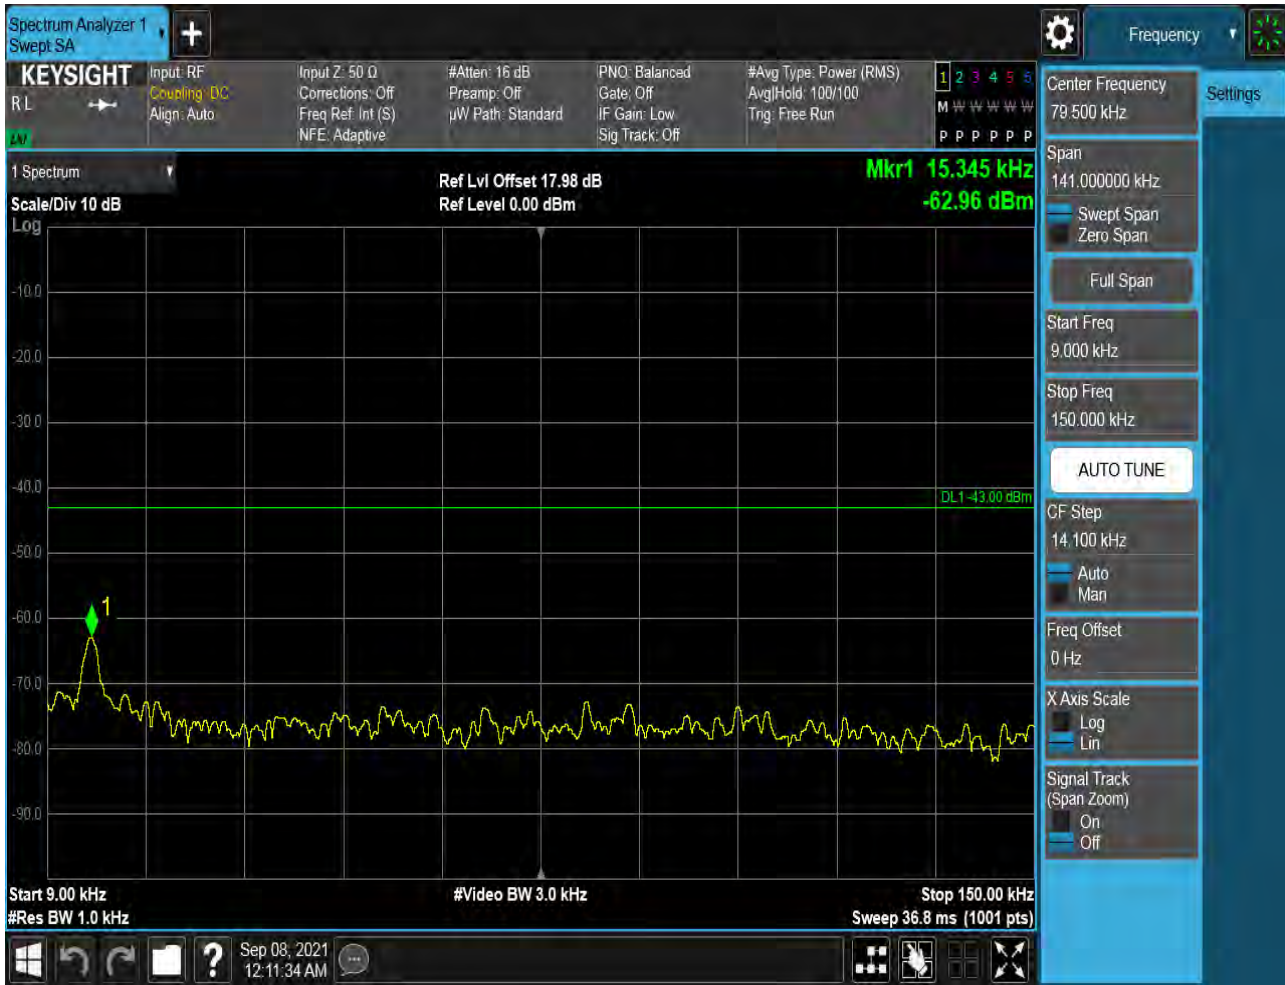 Spectrum Analyzer 1
Swept SA
+
Frequency
KEYSIGHT
R L
LXI
Input: RF
Coupling: DC
Align: Auto
Input Z: 50 Ω
Corrections: Off
Freq Ref: Int (S)
NFE: Adaptive
#Atten: 16 dB
Preamp: Off
µW Path: Standard
PNO: Balanced
Gate: Off
IF Gain: Low
Sig Track: Off
#Avg Type: Power (RMS)
Avg|Hold: 100/100
Trig: Free Run
1 2 3 4 5 6
M W W W W W
P P P P P P
1 Spectrum
Scale/Div 10 dB
Log
Ref Lvl Offset 17.98 dB
Ref Level 0.00 dBm
Mkr1 15.345 kHz
-62.96 dBm
-10.0
-20.0
-30.0
-40.0
DL1 -43.00 dBm
-50.0
1
-60.0
-70.0
-80.0
-90.0
Start 9.00 kHz
#Res BW 1.0 kHz
#Video BW 3.0 kHz
Stop 150.00 kHz
Sweep 36.8 ms (1001 pts)
?
Sep 08, 2021
12:11:34 AM
Center Frequency
79.500 kHz
Settings
Span
141.000000 kHz
Swept Span
Zero Span
Full Span
Start Freq
9.000 kHz
Stop Freq
150.000 kHz
AUTO TUNE
CF Step
14.100 kHz
Auto
Man
Freq Offset
0 Hz
X Axis Scale
Log
Lin
Signal Track
(Span Zoom)
On
Off